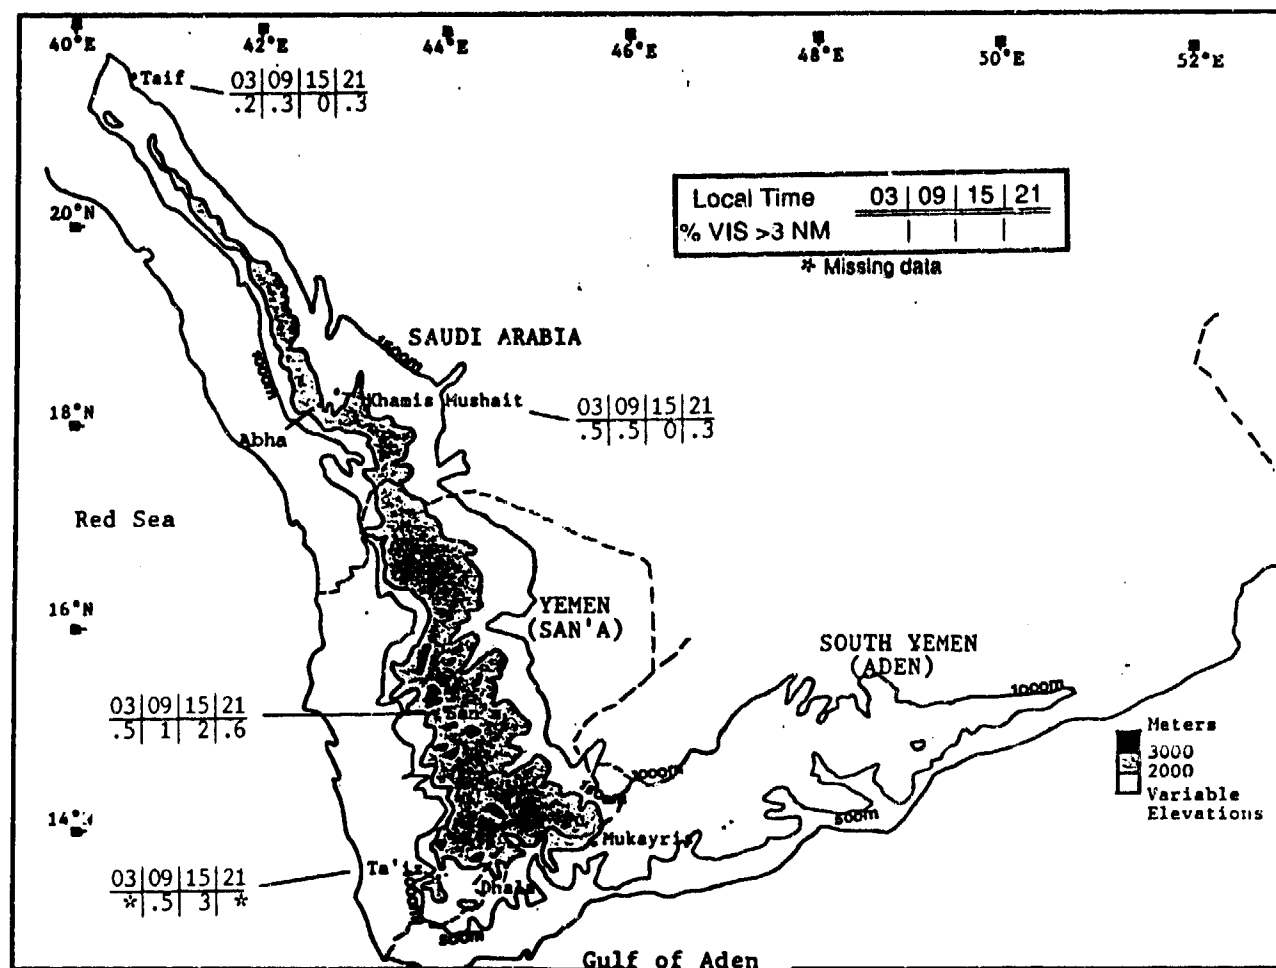 40°E 42°E 44°E 46°E 48°E 50°E 52°E
Taif
03|09|15|21
.2|.3|0|.3
Local Time 03|09|15|21
% VIS >3 NM
* Missing data
20°N
SAUDI ARABIA
1500m
1000m
Khamis Mushait
03|09|15|21
.5|.5|0|.3
18°N
Abha
Red Sea
16°N
YEMEN
(SAN'A)
SOUTH YEMEN
(ADEN)
1000m
03|09|15|21
.5|1|2|.6
Meters
3000
2000
Variable
Elevations
1000m
14°N
500m
Mukayris
Ta'iz
03|09|15|21
*|.5|3|*
1000m
Dhala
500m
Gulf of Aden